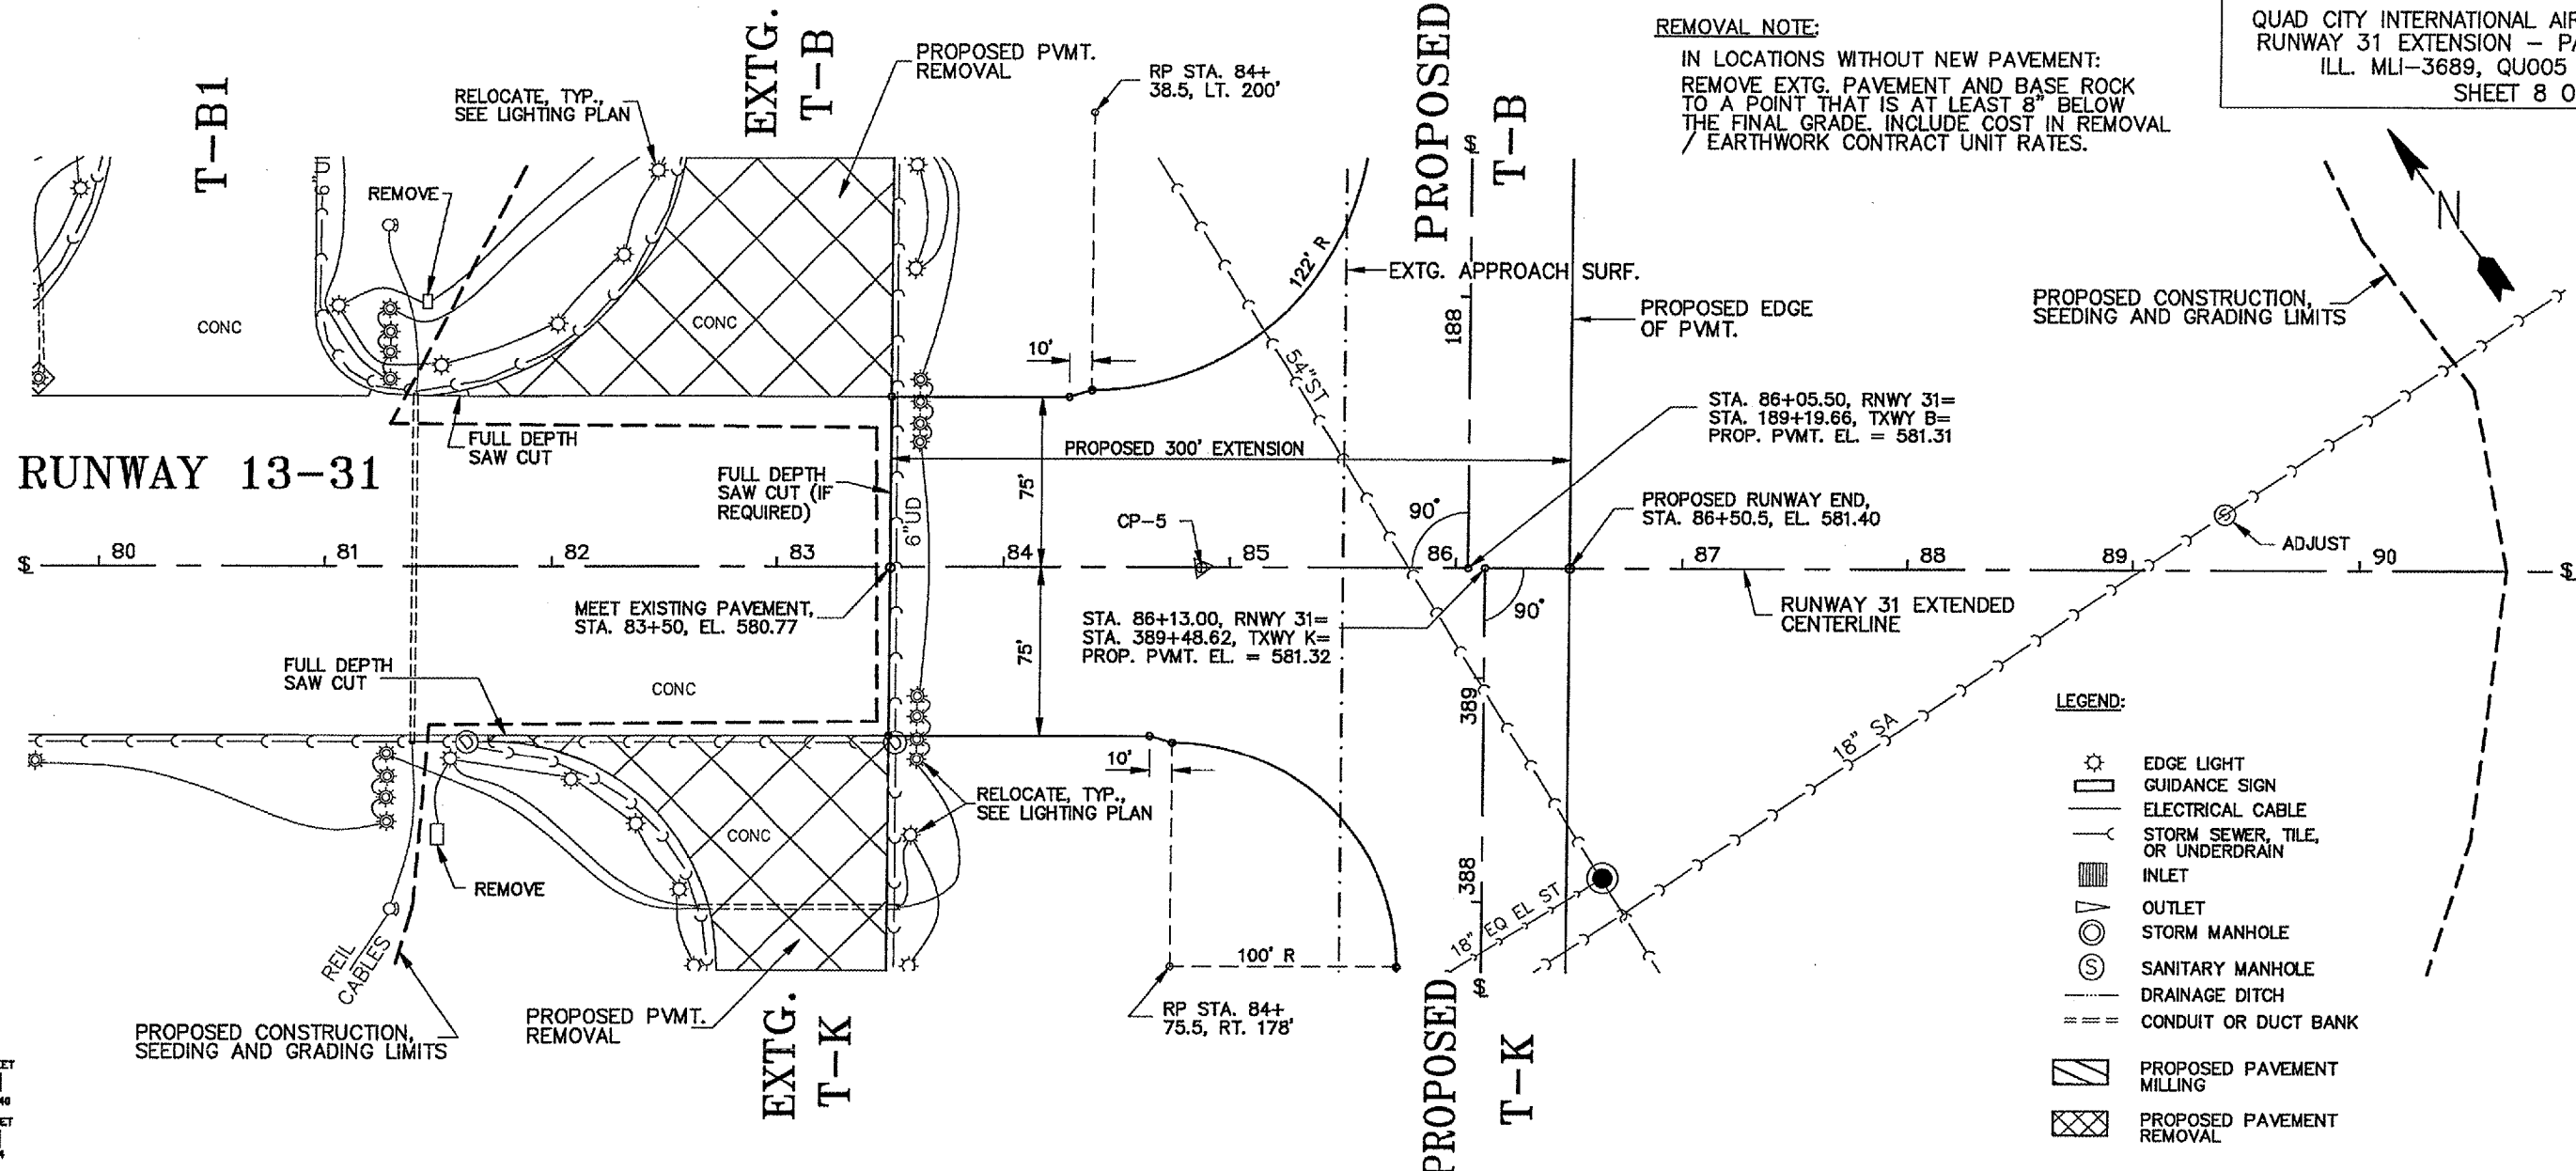 QUAD CITY INTERNATIONAL AIR
RUNWAY 31 EXTENSION – PA
ILL. MLI–3689, QU005
SHEET 8 O
REMOVAL NOTE:
IN LOCATIONS WITHOUT NEW PAVEMENT:
REMOVE EXTG. PAVEMENT AND BASE ROCK
TO A POINT THAT IS AT LEAST 8" BELOW
THE FINAL GRADE. INCLUDE COST IN REMOVAL
/ EARTHWORK CONTRACT UNIT RATES.
T–B1
EXTG.
T–B
PROPOSED
T–B
PROPOSED PVMT.
REMOVAL
RELOCATE, TYP.,
SEE LIGHTING PLAN
RP STA. 84+
38.5, LT. 200'
REMOVE
6"U
CONC
CONC
N
122' R
EXTG. APPROACH SURF.
188
PROPOSED EDGE
OF PVMT.
PROPOSED CONSTRUCTION,
SEEDING AND GRADING LIMITS
10'
54"ST
STA. 86+05.50, RNWY 31=
STA. 189+19.66, TXWY B=
PROP. PVMT. EL. = 581.31
FULL DEPTH
SAW CUT
PROPOSED 300' EXTENSION
RUNWAY 13–31
FULL DEPTH
SAW CUT (IF
REQUIRED)
75'
6"UD
CP–5
90°
PROPOSED RUNWAY END,
STA. 86+50.5, EL. 581.40
ADJUST
80
81
82
83
84
85
86
87
88
89
90
MEET EXISTING PAVEMENT,
STA. 83+50, EL. 580.77
75'
STA. 86+13.00, RNWY 31=
STA. 389+48.62, TXWY K=
PROP. PVMT. EL. = 581.32
90°
RUNWAY 31 EXTENDED
CENTERLINE
FULL DEPTH
SAW CUT
CONC
389
18" SA
10'
RELOCATE, TYP.,
SEE LIGHTING PLAN
CONC
REMOVE
388
18" EQ EL ST
REIL
CABLES
100' R
RP STA. 84+
75.5, RT. 178'
PROPOSED CONSTRUCTION,
SEEDING AND GRADING LIMITS
PROPOSED PVMT.
REMOVAL
EXTG.
T–K
PROPOSED
T–K
LEGEND:
EDGE LIGHT
GUIDANCE SIGN
ELECTRICAL CABLE
STORM SEWER, TILE,
OR UNDERDRAIN
INLET
OUTLET
STORM MANHOLE
S SANITARY MANHOLE
DRAINAGE DITCH
CONDUIT OR DUCT BANK
PROPOSED PAVEMENT
MILLING
PROPOSED PAVEMENT
REMOVAL